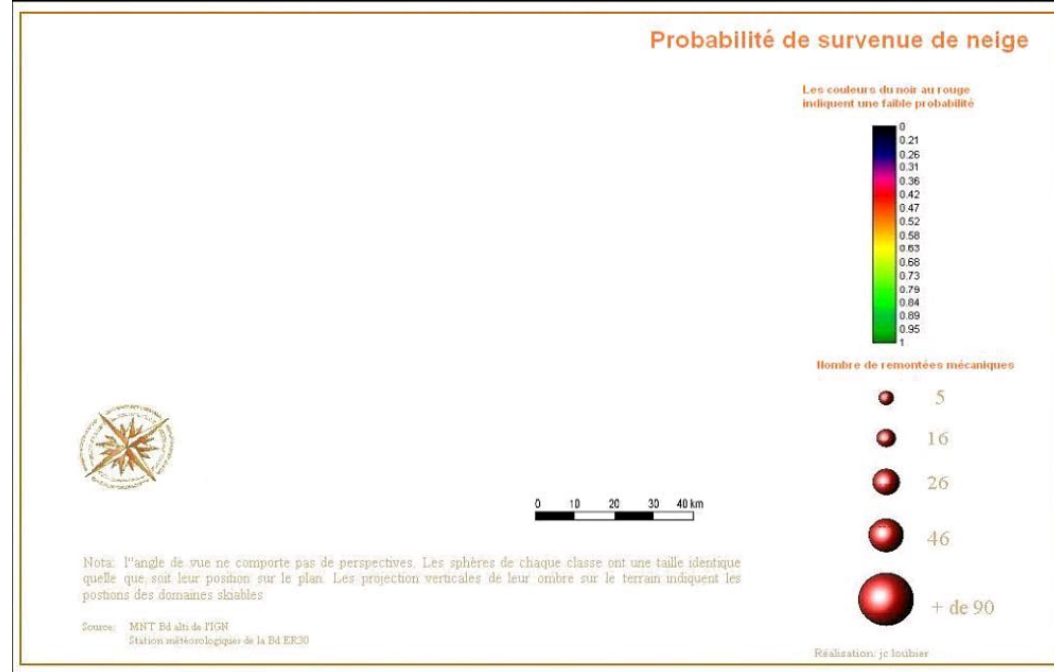 Probabilité de survenue de neige
Les couleurs du noir au rouge
indiquent une faible probabilité
0
0.21
0.26
0.31
0.36
0.42
0.47
0.52
0.58
0.63
0.68
0.73
0.79
0.84
0.89
0.95
1
Nombre de remontées mécaniques
5
16
26
46
+ de 90
0 10 20 30 40 km
Nota: l"angle de vue ne comporte pas de perspectives. Les sphères de chaque classe ont une taille identique
quelle que soit leur position sur le plan. Les projection verticales de leur ombre sur le terrain indiquent les
postions des domaines skiables
Source: MNT Bd alti de l'IGN
Station météorologiques de la Bd ER30
Réalisation: jc loubier